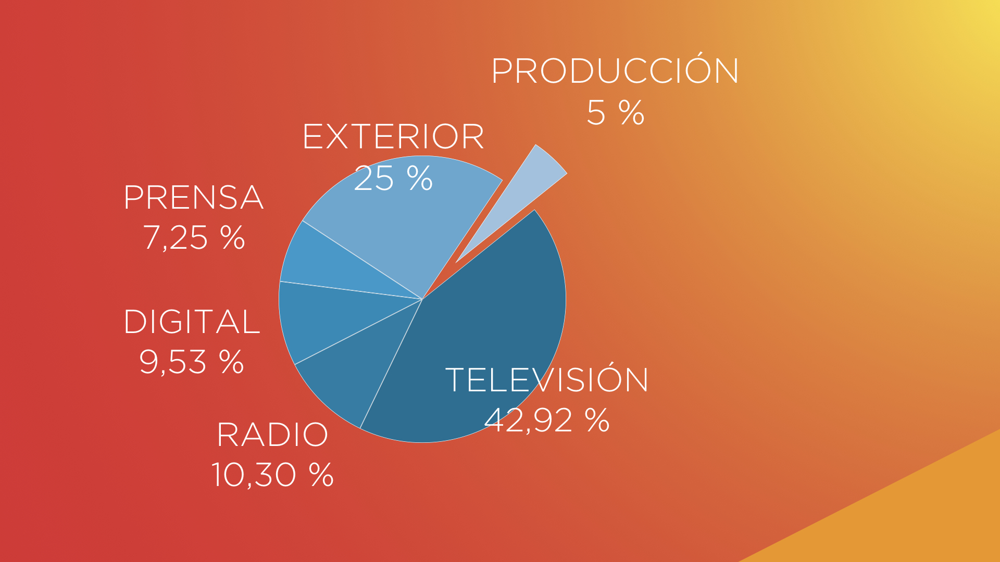 PRODUCCIÓN
5 %
EXTERIOR
25 %
PRENSA
7,25 %
DIGITAL
9,53 %
TELEVISIÓN
42,92 %
RADIO
10,30 %